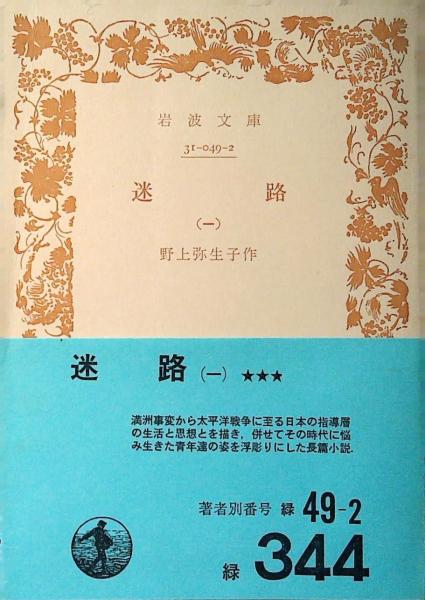 岩波文庫
31-049-2
迷 路
(一)
野上弥生子作
迷 路 (一) ★★★
満洲事変から太平洋戦争に至る日本の指導層
の生活と思想とを描き，併せてその時代に悩
み生きた青年達の姿を浮彫りにした長篇小説．
著者別番号 緑 49-2
緑 344